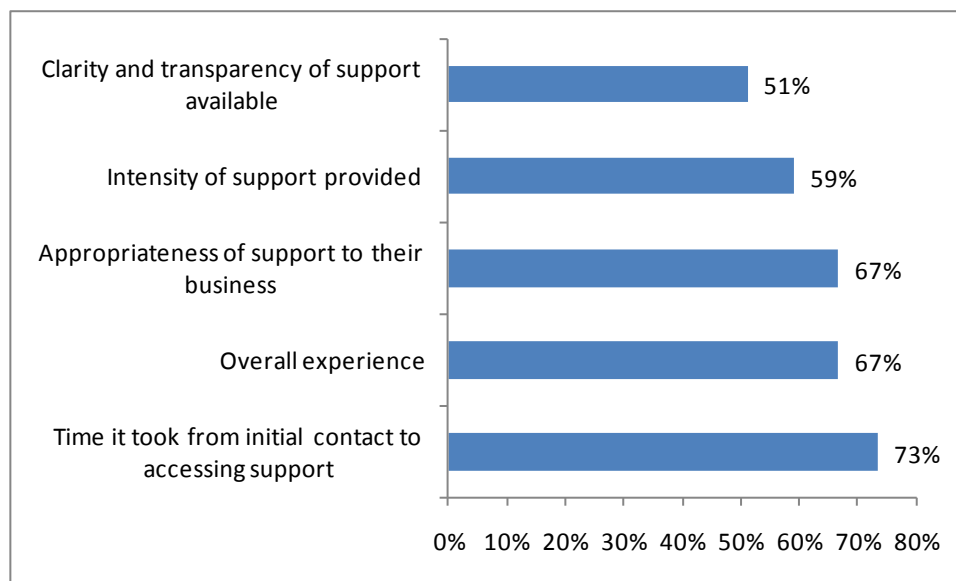 Clarity and transparency of support
available
51%
Intensity of support provided
59%
Appropriateness of support to their
business
67%
Overall experience
67%
Time it took from initial contact to
accessing support
73%
0% 10% 20% 30% 40% 50% 60% 70% 80%